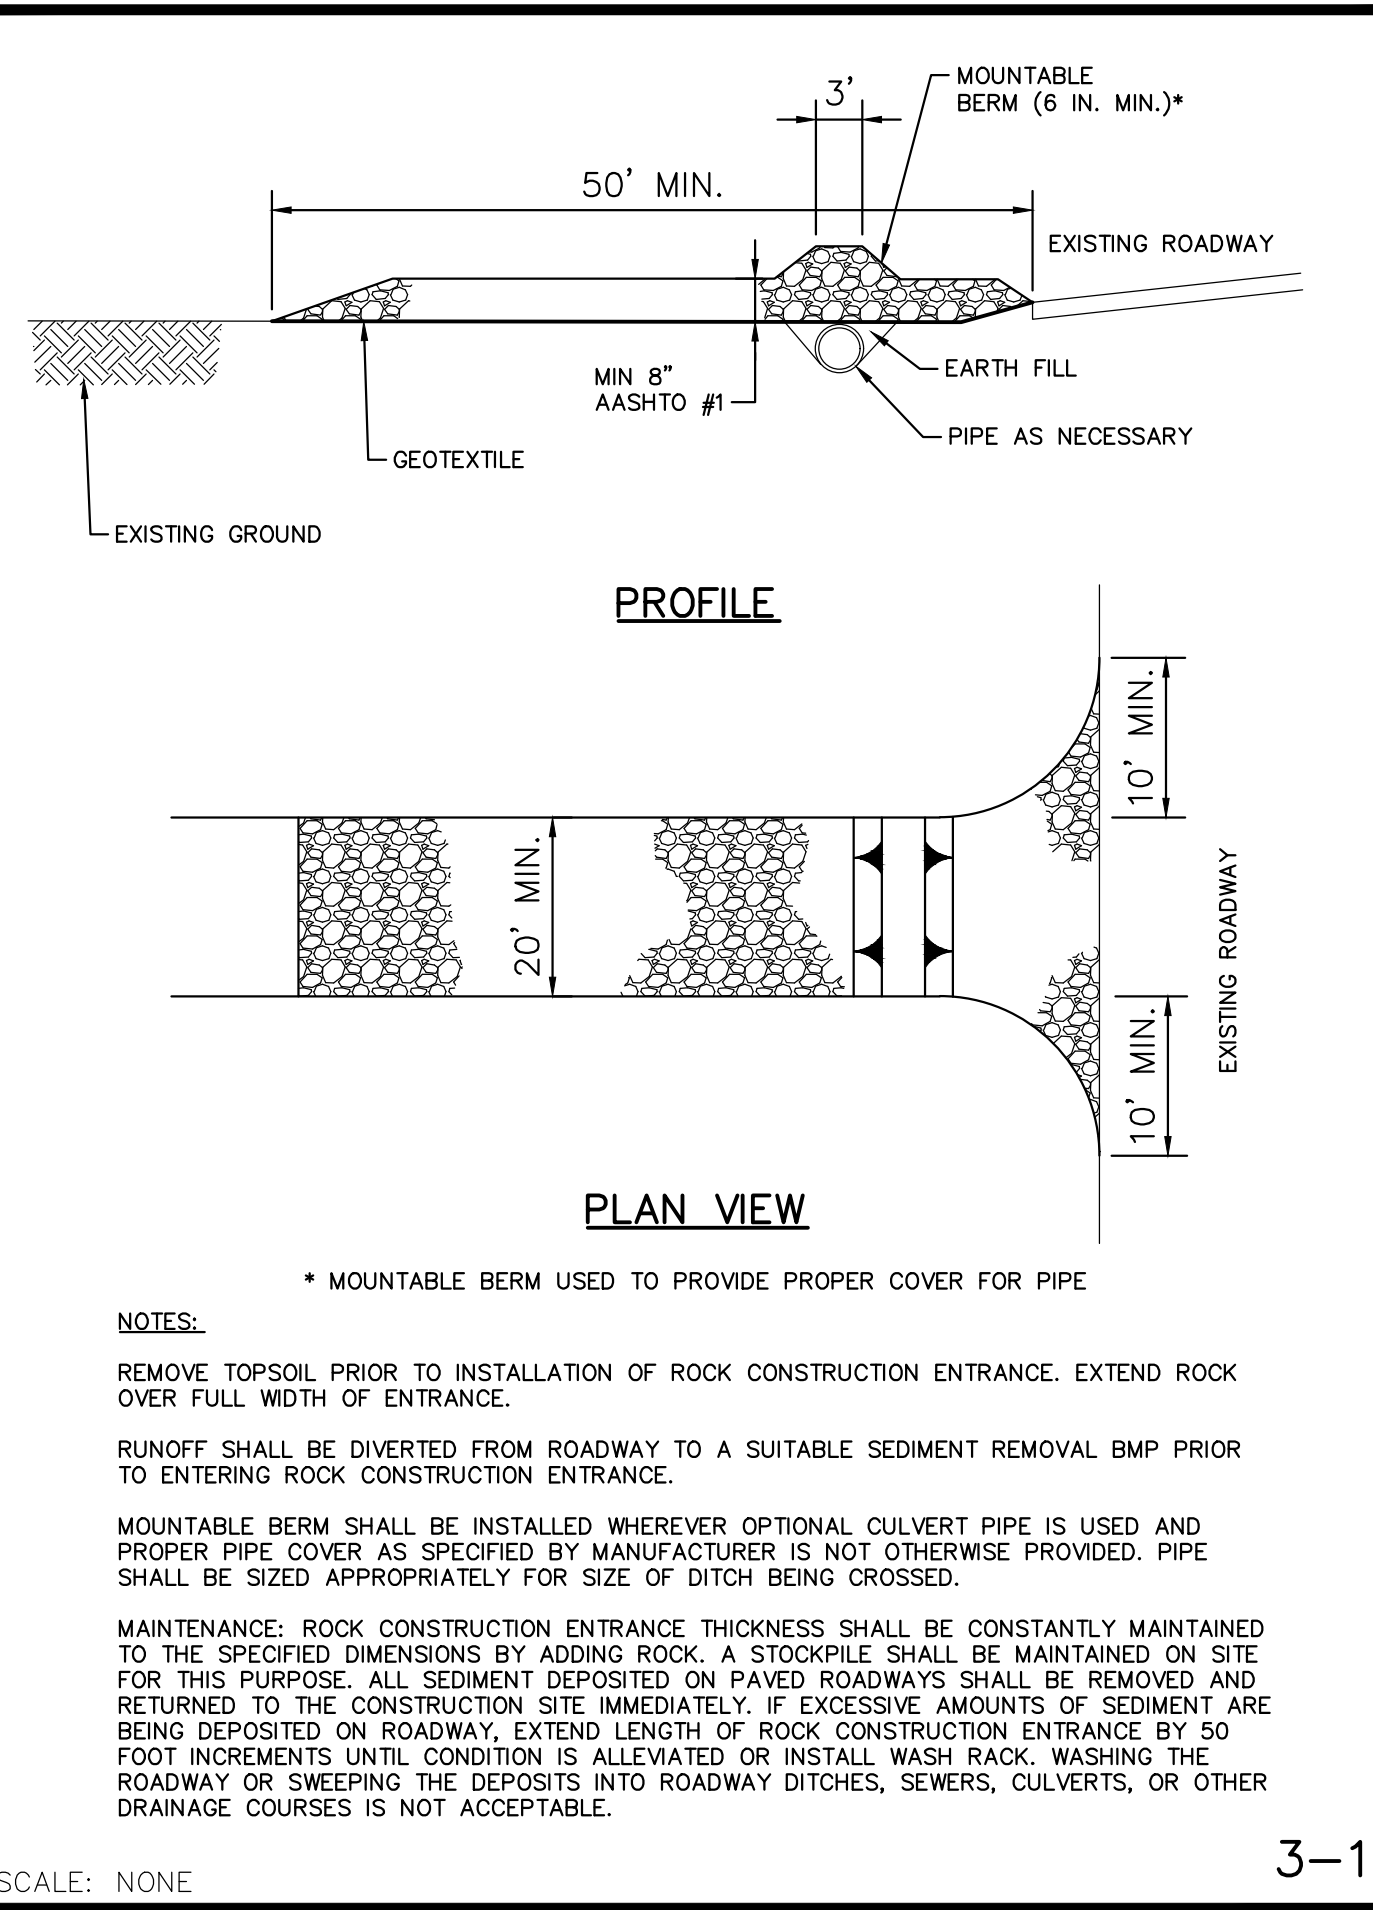 3'
MOUNTABLE
BERM (6 IN. MIN.)*
50' MIN.
EXISTING ROADWAY
MIN 8"
AASHTO #1
EARTH FILL
PIPE AS NECESSARY
GEOTEXTILE
EXISTING GROUND
PROFILE
10' MIN.
20' MIN.
EXISTING ROADWAY
10' MIN.
PLAN VIEW
* MOUNTABLE BERM USED TO PROVIDE PROPER COVER FOR PIPE
NOTES:
REMOVE TOPSOIL PRIOR TO INSTALLATION OF ROCK CONSTRUCTION ENTRANCE. EXTEND ROCK
OVER FULL WIDTH OF ENTRANCE.
RUNOFF SHALL BE DIVERTED FROM ROADWAY TO A SUITABLE SEDIMENT REMOVAL BMP PRIOR
TO ENTERING ROCK CONSTRUCTION ENTRANCE.
MOUNTABLE BERM SHALL BE INSTALLED WHEREVER OPTIONAL CULVERT PIPE IS USED AND
PROPER PIPE COVER AS SPECIFIED BY MANUFACTURER IS NOT OTHERWISE PROVIDED. PIPE
SHALL BE SIZED APPROPRIATELY FOR SIZE OF DITCH BEING CROSSED.
MAINTENANCE: ROCK CONSTRUCTION ENTRANCE THICKNESS SHALL BE CONSTANTLY MAINTAINED
TO THE SPECIFIED DIMENSIONS BY ADDING ROCK. A STOCKPILE SHALL BE MAINTAINED ON SITE
FOR THIS PURPOSE. ALL SEDIMENT DEPOSITED ON PAVED ROADWAYS SHALL BE REMOVED AND
RETURNED TO THE CONSTRUCTION SITE IMMEDIATELY. IF EXCESSIVE AMOUNTS OF SEDIMENT ARE
BEING DEPOSITED ON ROADWAY, EXTEND LENGTH OF ROCK CONSTRUCTION ENTRANCE BY 50
FOOT INCREMENTS UNTIL CONDITION IS ALLEVIATED OR INSTALL WASH RACK. WASHING THE
ROADWAY OR SWEEPING THE DEPOSITS INTO ROADWAY DITCHES, SEWERS, CULVERTS, OR OTHER
DRAINAGE COURSES IS NOT ACCEPTABLE.
3-1
SCALE: NONE